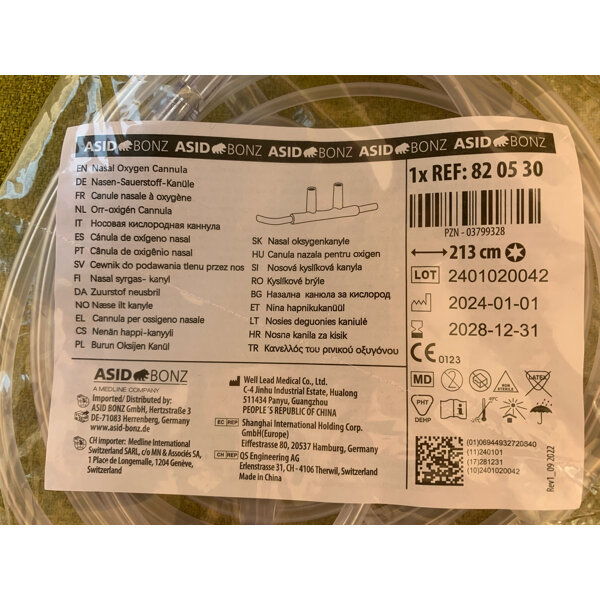 ASID BONZ ASID BONZ ASID BONZ ASID BONZ ASID BONZ
EN Nasal Oxygen Cannula
DE Nasen-Sauerstoff-Kanüle
FR Canule nasale à oxygène
NL Orr-oxigén Cannula
IT Носовая кислородная каннула
ES Cánula de oxígeno nasal
PT Cânula de oxigênio nasal
SV Cewnik do podawania tlenu przez nos
FI Nasal syrgas- kanyl
DA Zuurstof neusbril
NO Næse ilt kanyle
EL Cannula per ossigeno nasale
CS Nenän happi-kanyyli
PL Burun Oksijen Kanül
SK Nasal oksygenkanyle
HU Canula nazala pentru oxigen
SI Nosová kyslíková kanyla
RO Kyslíkové brýle
BG Назална канюла за кислород
ET Nina hapnikukanüül
LT Nosies deguonies kaniulė
HR Nosna kanila za kisik
TR Κανελλός του ρινικού οξυγόνου
1x REF: 82 05 30
PZN - 03799328
213 cm
LOT 2401020042
2024-01-01
2028-12-31
CE 0123
MD
STERILE
LATEX
PHT
DEHP
ASID BONZ
A MEDLINE COMPANY
Imported/ Distributed by:
ASID BONZ GmbH, Hertzstraße 3
DE-71083 Herrenberg, Germany
www.asid-bonz.de
CH importer: Medline International
Switzerland SARL, c/o MN & Associés SA,
1 Place de Longemalle, 1204 Genève,
Switzerland
Well Lead Medical Co., Ltd.
C-4 Jinhu Industrial Estate, Hualong
511434 Panyu, Guangzhou
PEOPLE´S REPUBLIC OF CHINA
EC REP Shanghai International Holding Corp.
GmbH(Europe)
Eiffestraße 80, 20537 Hamburg, Germany
CH REP QS Engineering AG
Erlenstrasse 31, CH - 4106 Therwil, Switzerland
Made in China
(01)06944932720840
(11)240101
(17)281231
(10)2401020042
Rev1_09.2022